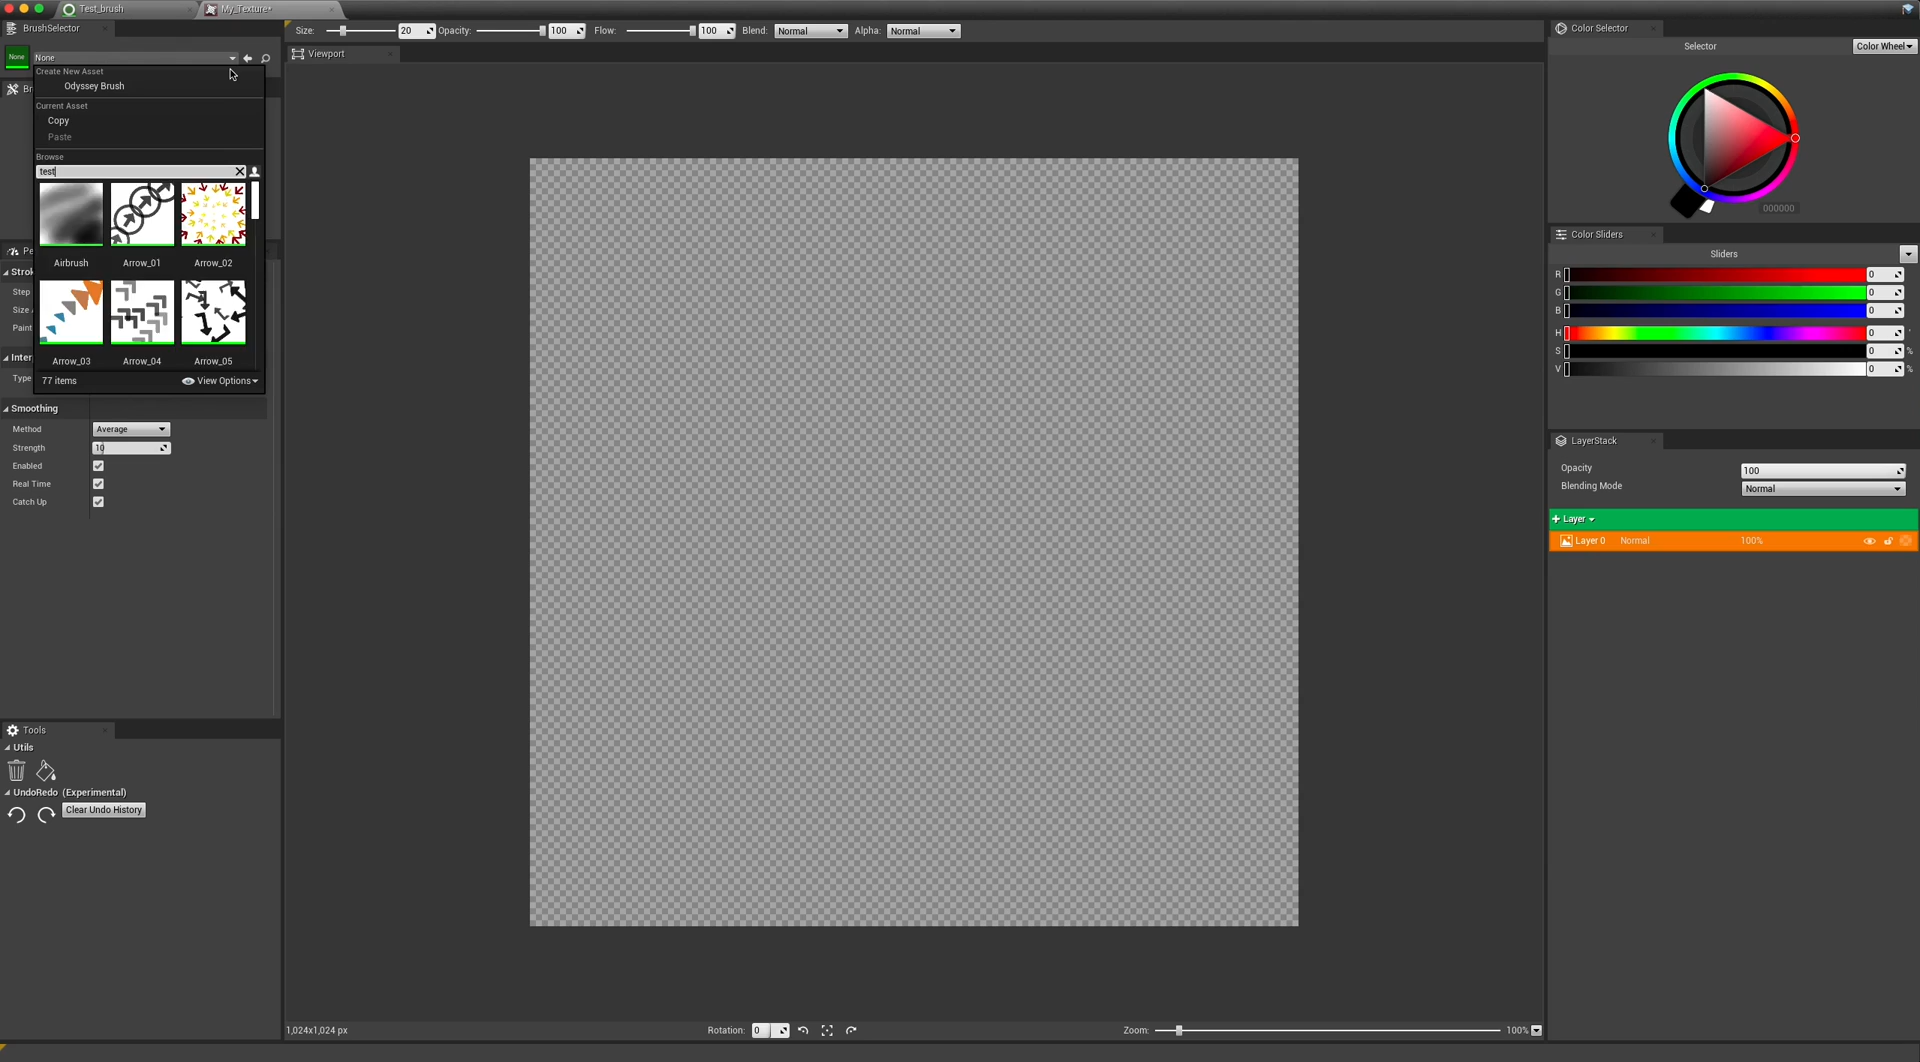 Test_brush
My_Texture*
BrushSelector
Size: 20 Opacity: 100 Flow: 100 Blend: Normal Alpha: Normal
Color Selector
None
None
Viewport
Selector
Color Wheel
Create New Asset
Odyssey Brush
Current Asset
Copy
Paste
Browse
test
Airbrush
Arrow_01
Arrow_02
Arrow_03
Arrow_04
Arrow_05
77 items
View Options
Br
Pe
Strok
Step
Size
Paint
Inter
Type
Smoothing
Method Average
Strength 10
Enabled
Real Time
Catch Up
Tools
Utils
UndoRedo (Experimental)
Clear Undo History
000000
Color Sliders
Sliders
R 0
G 0
B 0
H 0 °
S 0 %
V 0 %
LayerStack
Opacity 100
Blending Mode Normal
+ Layer
Layer 0 Normal 100%
1,024x1,024 px
Rotation: 0
Zoom: 100%